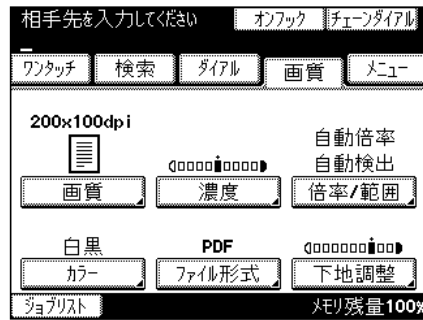 相手先を入力してください オンフック チェーンダイアル
ワンタッチ 検索 ダイアル 画質 メニュー
200x100dpi
自動倍率
自動検出
画質 濃度 倍率/範囲
白黒 PDF
カラー ファイル形式 下地調整
ジョブリスト メモリ残量100%